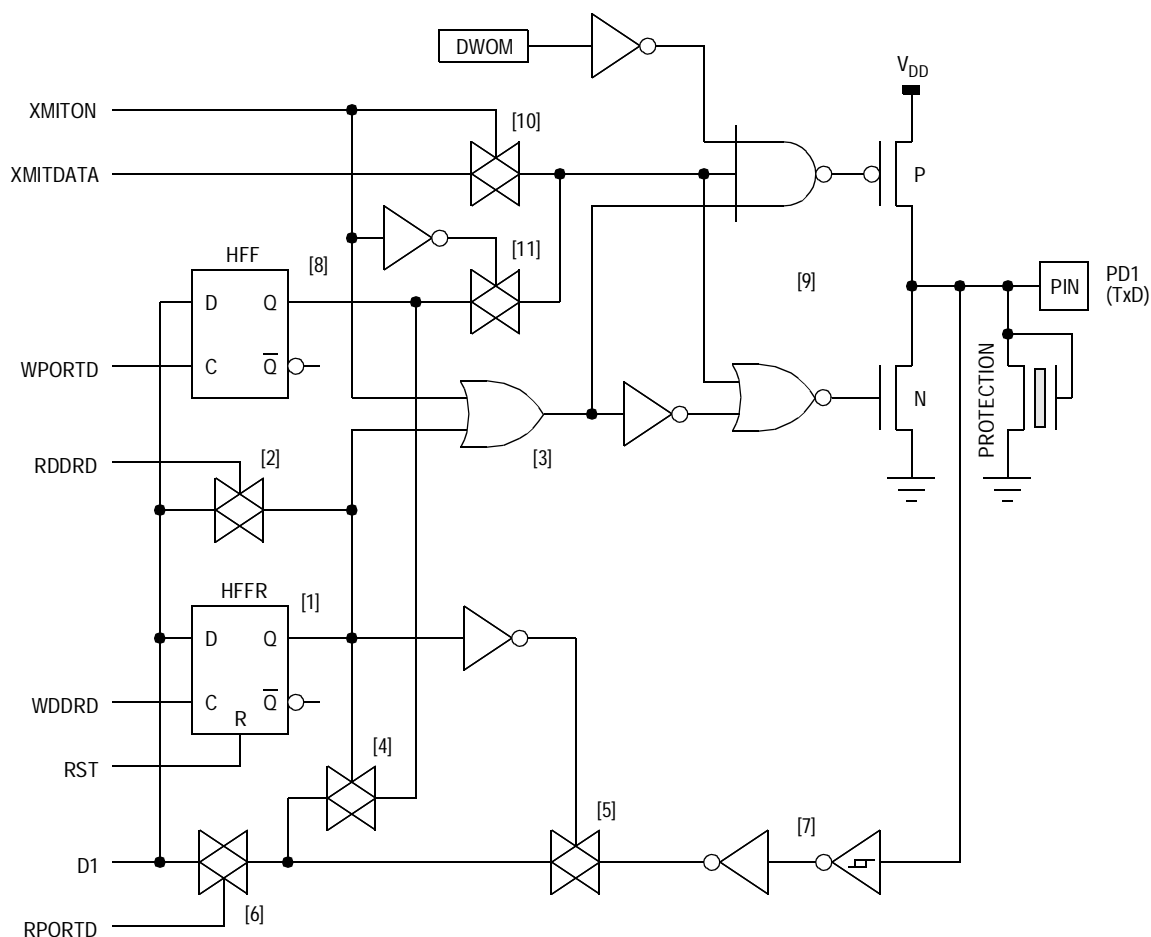 DWOM
V_DD
XMITON
[10]
XMITDATA
P
[11]
HFF
[8]
[9]
PD1
(TxD)
PIN
D
Q
WPORTD
C
Q̅
N
PROTECTION
RDDRD
[2]
[3]
HFFR
[1]
D
Q
WDDRD
C
Q̅
R
RST
[4]
[5]
[7]
D1
[6]
RPORTD